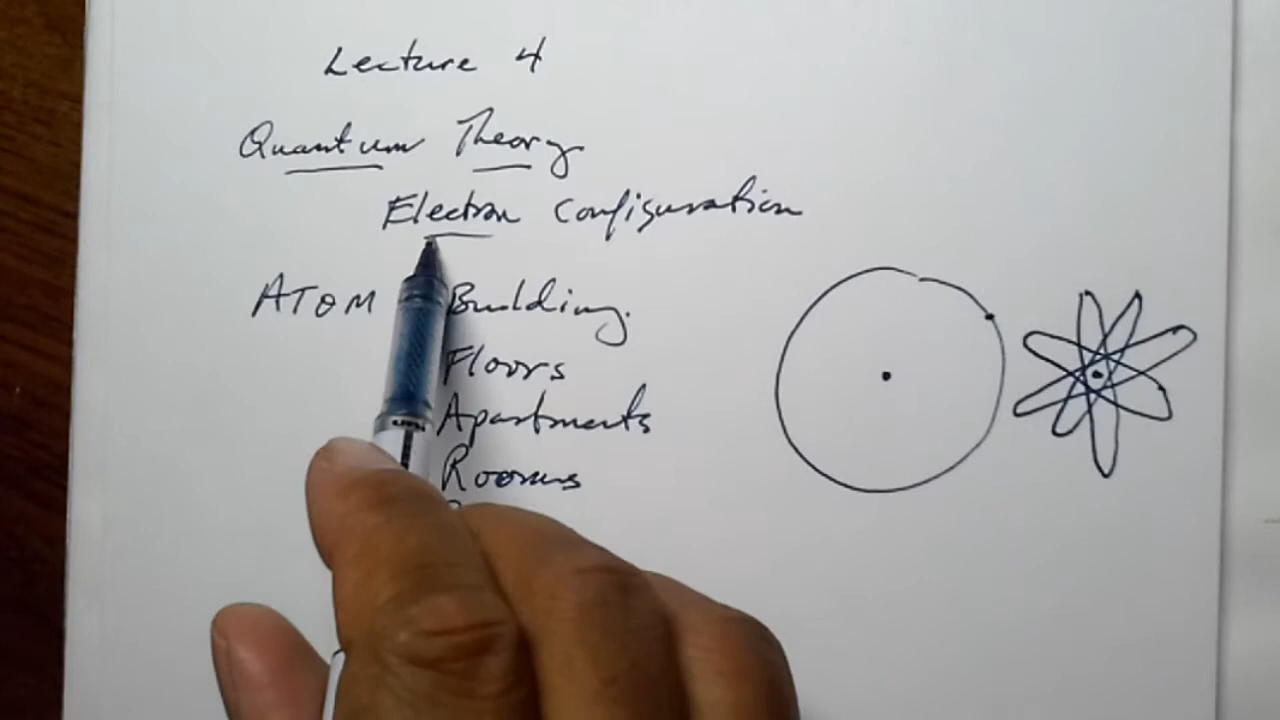 Lecture 4
Quantum Theory
Electron Configuration
ATOM Building.
Floors
Apartments
Rooms